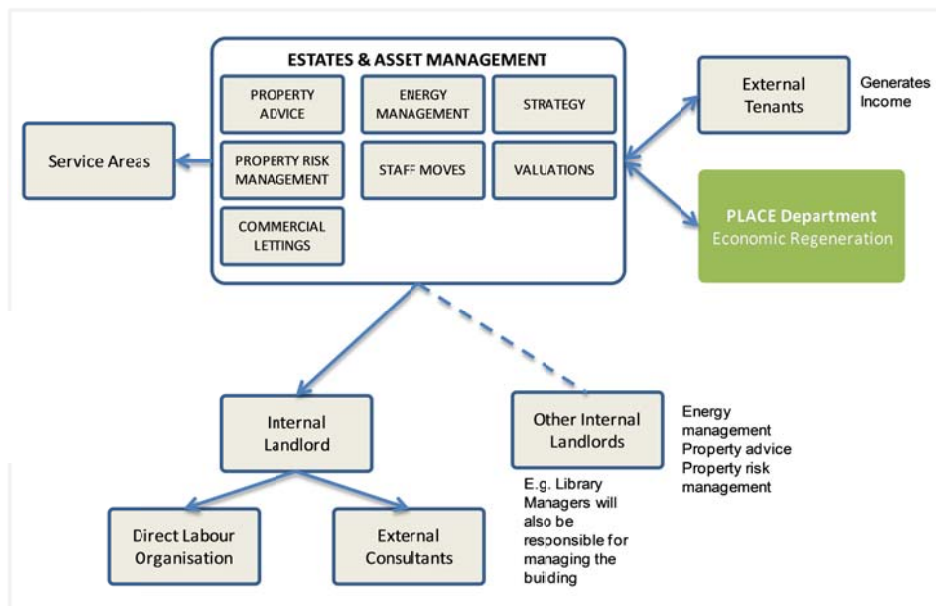 ESTATES & ASSET MANAGEMENT
PROPERTY
ADVICE
ENERGY
MANAGEMENT
STRATEGY
PROPERTY RISK
MANAGEMENT
STAFF MOVES
VALUATIONS
COMMERCIAL
LETTINGS
Service Areas
External
Tenants
Generates
Income
PLACE Department
Economic Regeneration
Internal
Landlord
Other Internal
Landlords
Energy
management
Property advice
Property risk
management
E.g. Library
Managers will
also be
responsible for
managing the
building
Direct Labour
Organisation
External
Consultants